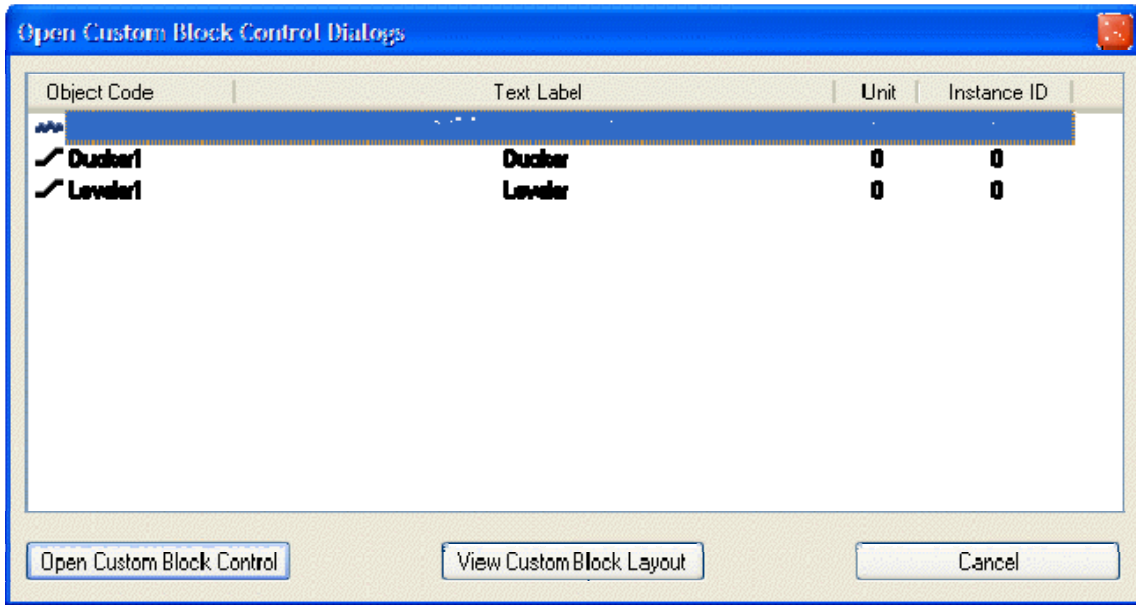 Open Custom Block Control Dialogs
Object Code Text Label Unit Instance ID
Ducker1 Ducker 0 0
Leveler1 Leveler 0 0
Open Custom Block Control View Custom Block Layout Cancel